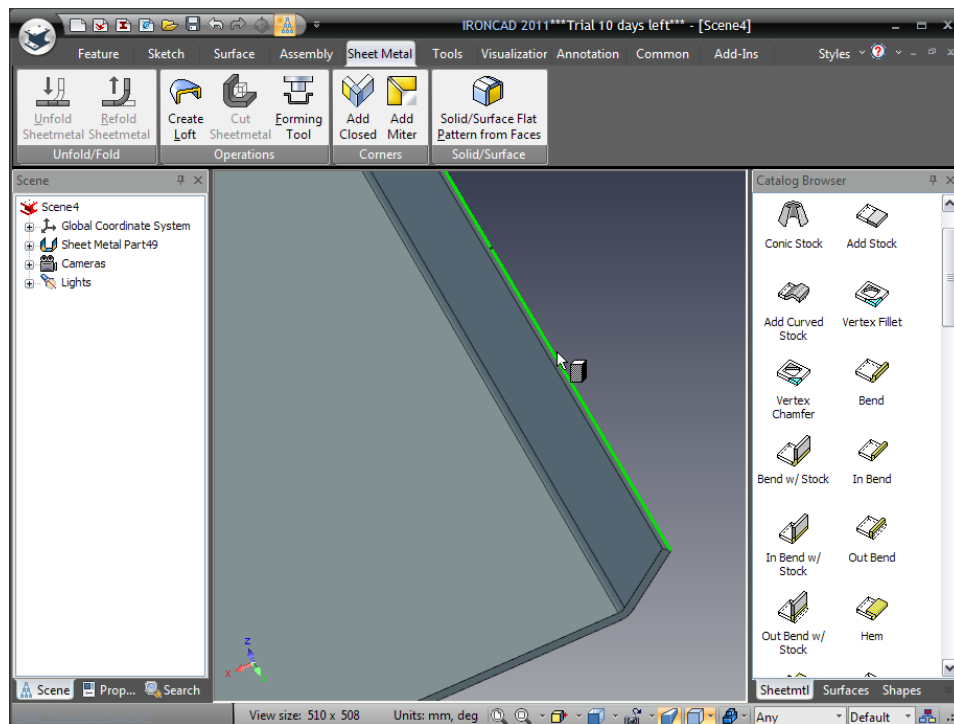 IRONCAD 2011***Trial 10 days left*** - [Scene4]
Feature Sketch Surface Assembly Sheet Metal Tools Visualization Annotation Common Add-Ins Styles
Unfold Sheetmetal
Refold Sheetmetal
Create Loft
Cut Sheetmetal
Forming Tool
Add Closed
Add Miter
Solid/Surface Flat Pattern from Faces
Unfold/Fold Operations Corners Solid/Surface
Scene
Scene4
Global Coordinate System
Sheet Metal Part49
Cameras
Lights
Scene Prop... Search
z
x
Catalog Browser
Conic Stock Add Stock
Add Curved Stock
Vertex Fillet
Vertex Chamfer
Bend
Bend w/ Stock In Bend
In Bend w/ Stock
Out Bend
Out Bend w/ Stock
Hem
Sheetmtl Surfaces Shapes
View size: 510 x 508 Units: mm, deg Any Default